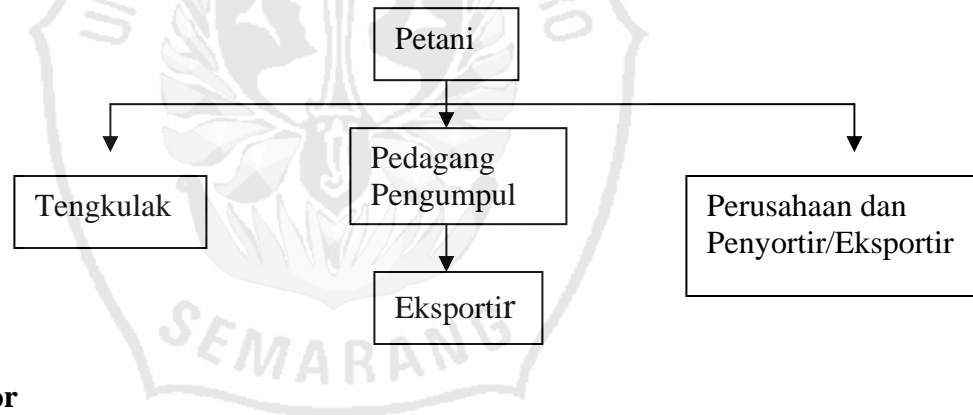 Petani
Tengkulak
Pedagang
Pengumpul
Perusahaan dan
Penyortir/Eksportir
Eksportir
SEMARANG
or